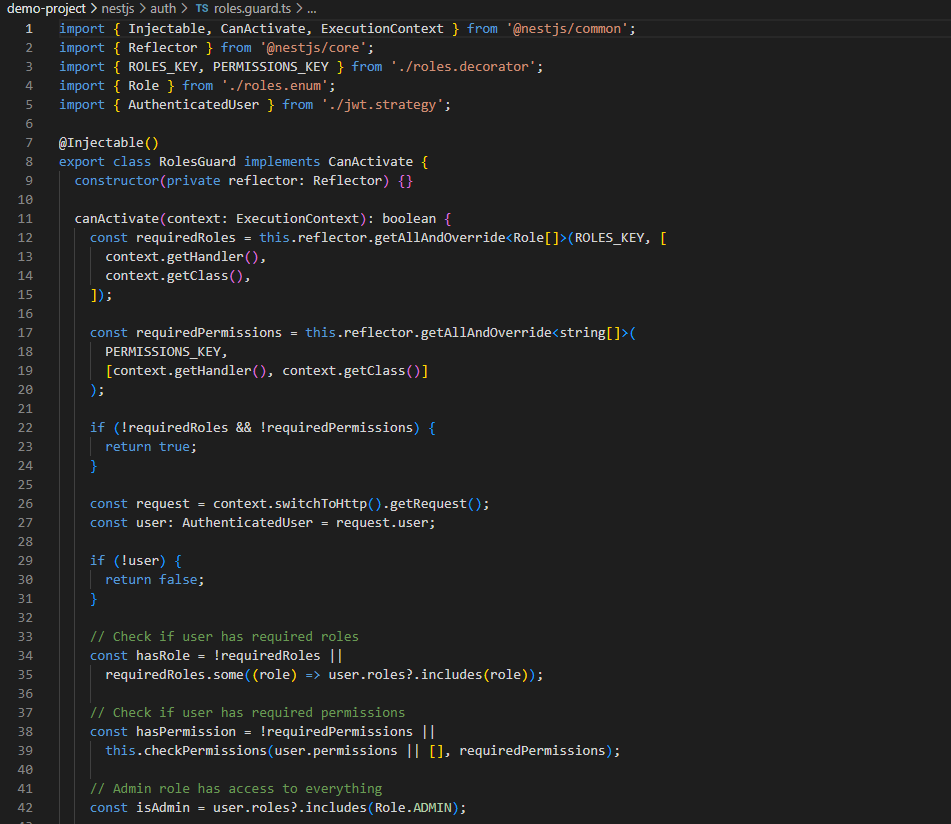 demo-project > nestjs > auth > TS roles.guard.ts > ...
1 import { Injectable, CanActivate, ExecutionContext } from '@nestjs/common';
2 import { Reflector } from '@nestjs/core';
3 import { ROLES_KEY, PERMISSIONS_KEY } from './roles.decorator';
4 import { Role } from './roles.enum';
5 import { AuthenticatedUser } from './jwt.strategy';
6
7 @Injectable()
8 export class RolesGuard implements CanActivate {
9   constructor(private reflector: Reflector) {}
10
11   canActivate(context: ExecutionContext): boolean {
12     const requiredRoles = this.reflector.getAllAndOverride<Role[]>(ROLES_KEY, [
13       context.getHandler(),
14       context.getClass(),
15     ]);
16
17     const requiredPermissions = this.reflector.getAllAndOverride<string[]>(
18       PERMISSIONS_KEY,
19       [context.getHandler(), context.getClass()]
20     );
21
22     if (!requiredRoles && !requiredPermissions) {
23       return true;
24     }
25
26     const request = context.switchToHttp().getRequest();
27     const user: AuthenticatedUser = request.user;
28
29     if (!user) {
30       return false;
31     }
32
33     // Check if user has required roles
34     const hasRole = !requiredRoles ||
35       requiredRoles.some((role) => user.roles?.includes(role));
36
37     // Check if user has required permissions
38     const hasPermission = !requiredPermissions ||
39       this.checkPermissions(user.permissions || [], requiredPermissions);
40
41     // Admin role has access to everything
42     const isAdmin = user.roles?.includes(Role.ADMIN);